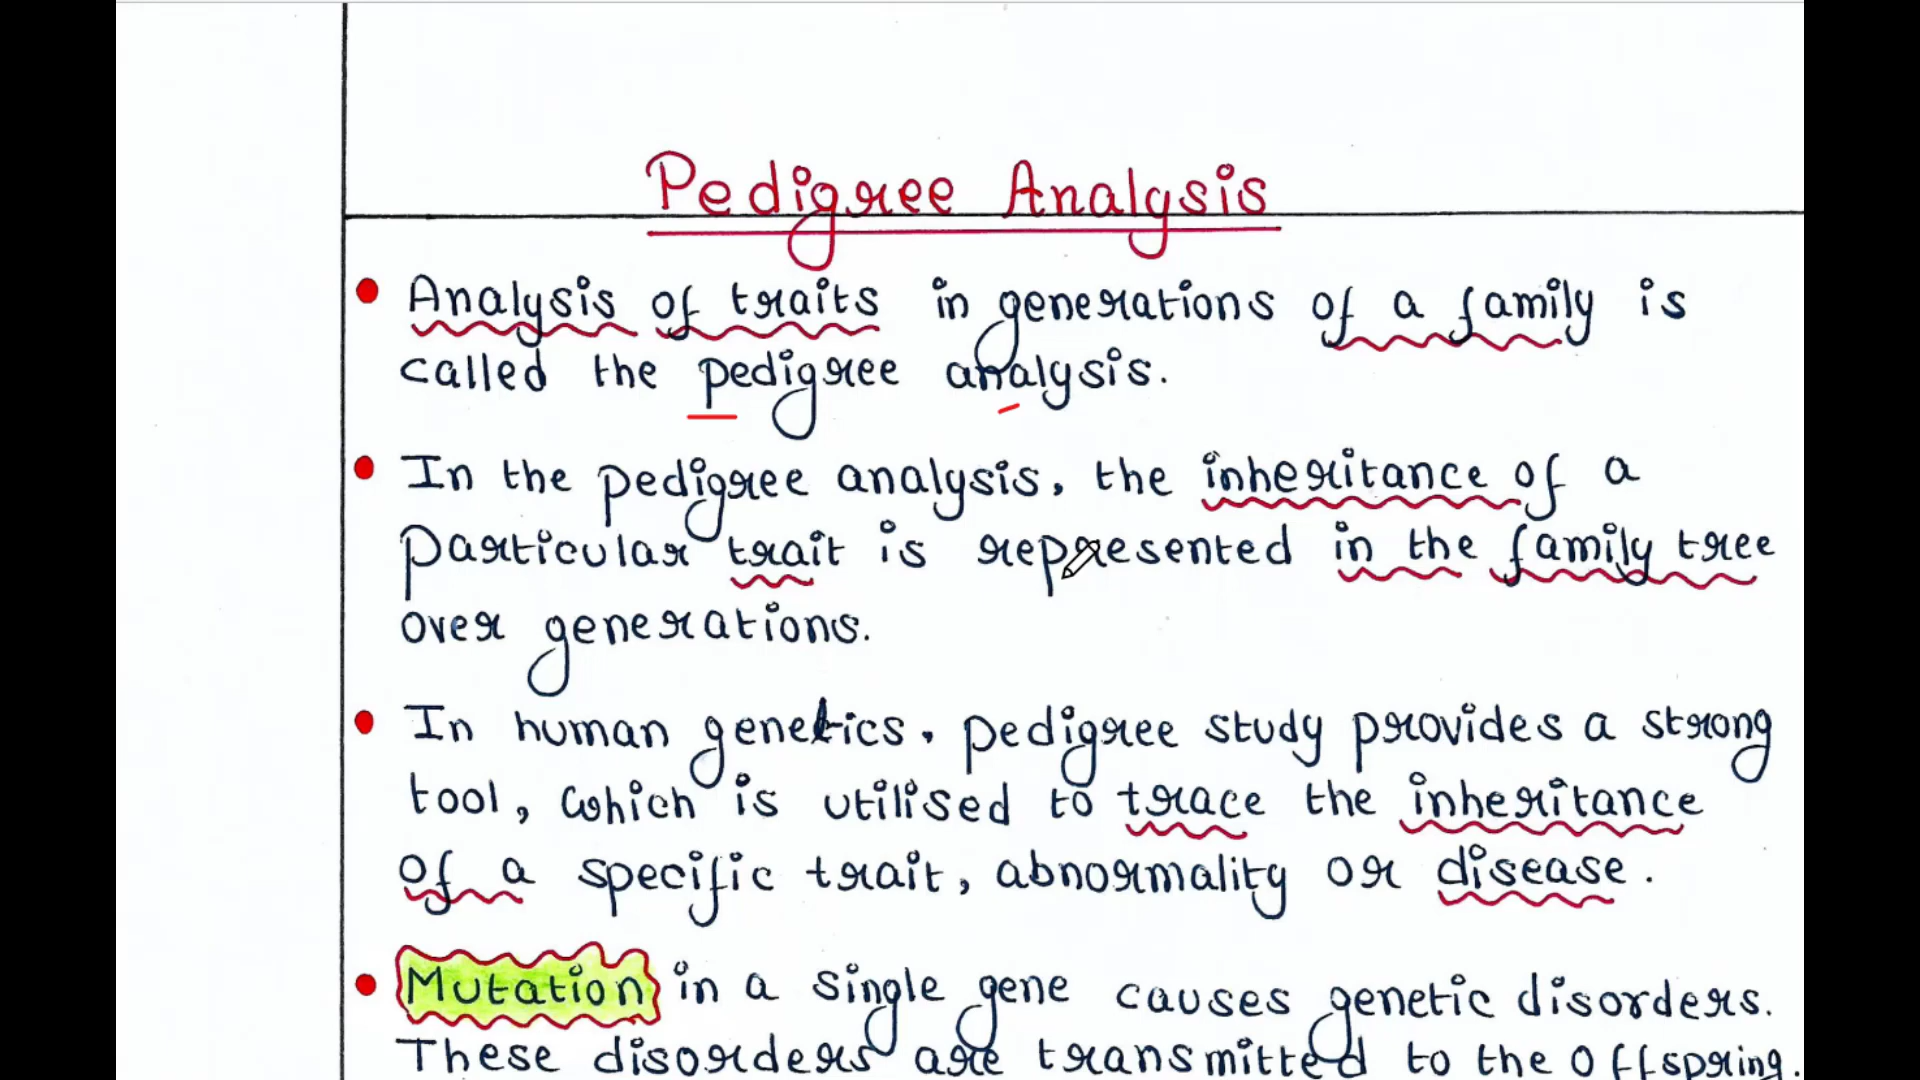 Pedigree Analysis
Analysis of traits in generations of a family is
called the pedigree analysis.
In the pedigree analysis, the inheritance of a
particular trait is represented in the family tree
over generations.
In human genetics, pedigree study provides a strong
tool, which is utilised to trace the inheritance
of a specific trait, abnormality or disease.
Mutation in a single gene causes genetic disorders.
These disorders are transmitted to the offspring.